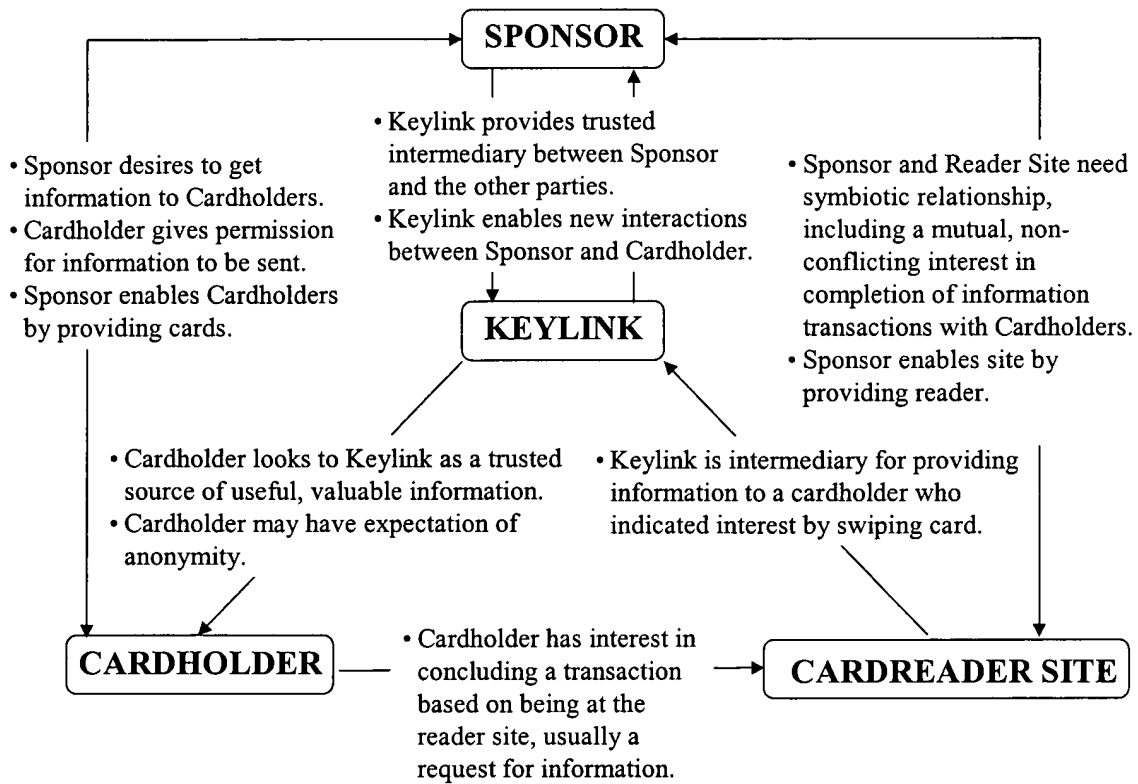 SPONSOR
• Keylink provides trusted
intermediary between Sponsor
and the other parties.
• Keylink enables new interactions
between Sponsor and Cardholder.
• Sponsor desires to get
information to Cardholders.
• Cardholder gives permission
for information to be sent.
• Sponsor enables Cardholders
by providing cards.
• Sponsor and Reader Site need
symbiotic relationship,
including a mutual, non-
conflicting interest in
completion of information
transactions with Cardholders.
• Sponsor enables site by
providing reader.
KEYLINK
• Cardholder looks to Keylink as a trusted
source of useful, valuable information.
• Cardholder may have expectation of
anonymity.
• Keylink is intermediary for providing
information to a cardholder who
indicated interest by swiping card.
CARDHOLDER
• Cardholder has interest in
concluding a transaction
based on being at the
reader site, usually a
request for information.
CARDREADER SITE